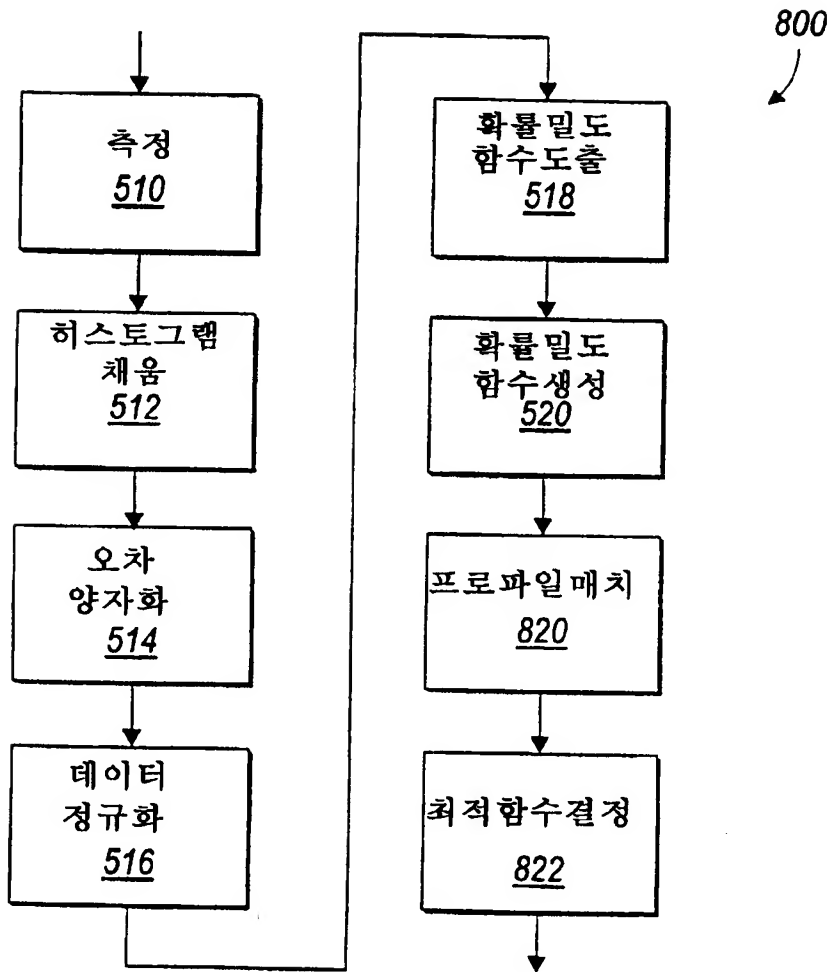 800
측정
510
히스토그램
채움
512
오차
양자화
514
데이터
정규화
516
확률밀도
함수도출
518
확률밀도
함수생성
520
프로파일매치
820
최적함수결정
822